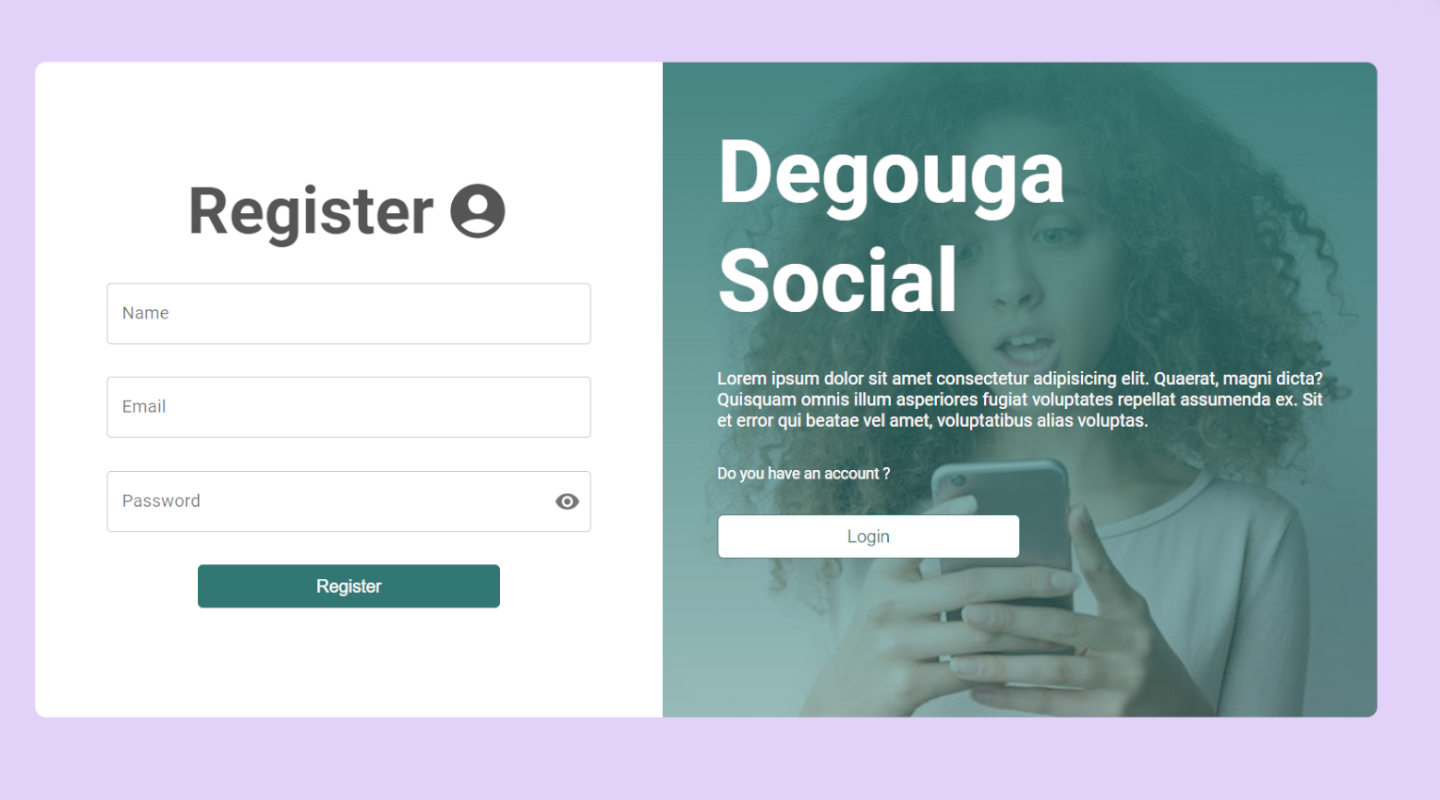 Register
Name
Email
Password
Register
Degouga
Social
Lorem ipsum dolor sit amet consectetur adipisicing elit. Quaerat, magni dicta?
Quisquam omnis illum asperiores fugiat voluptates repellat assumenda ex. Sit
et error qui beatae vel amet, voluptatibus alias voluptas.
Do you have an account ?
Login